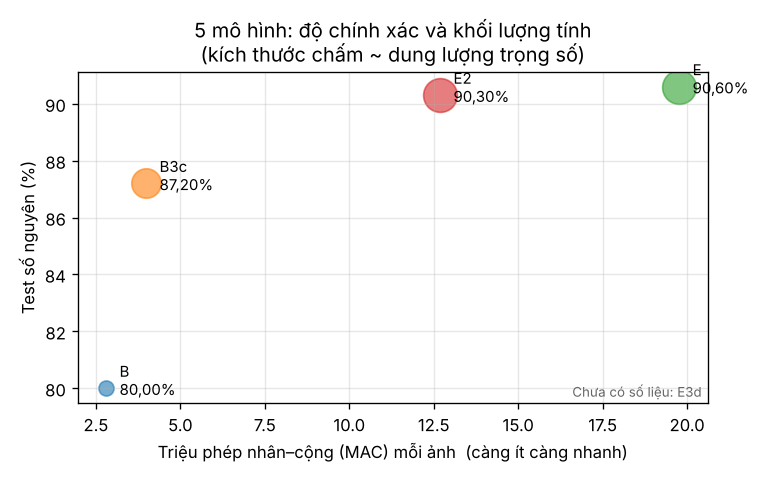 5 mô hình: độ chính xác và khối lượng tính
(kích thước chấm ~ dung lượng trọng số)
Test số nguyên (%)
90
88
86
84
82
80
E2
90,30%
E
90,60%
B3c
87,20%
B
80,00%
Chưa có số liệu: E3d
2.5
5.0
7.5
10.0
12.5
15.0
17.5
20.0
Triệu phép nhân–cộng (MAC) mỗi ảnh (càng ít càng nhanh)